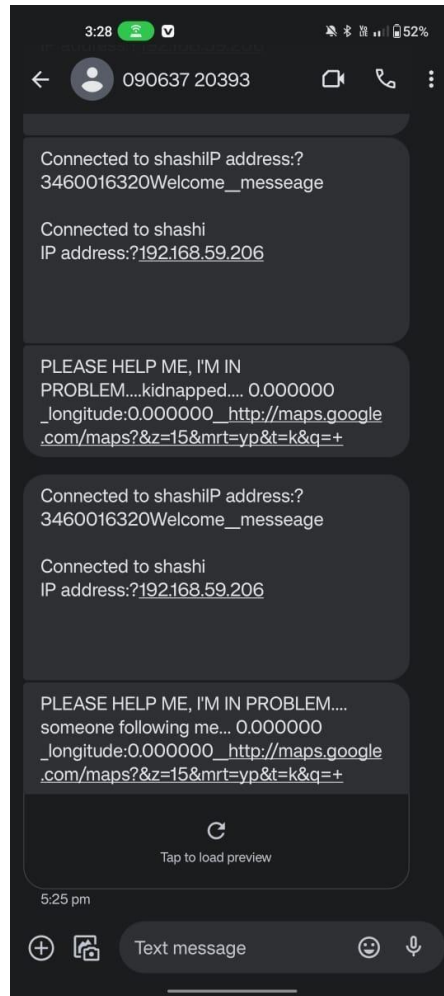 3:28
52%
090637 20393
Connected to shashiIP address:?
3460016320Welcome__messeage
Connected to shashi
IP address:?192.168.59.206
PLEASE HELP ME, I'M IN
PROBLEM....kidnapped.... 0.000000
_longitude:0.000000__http://maps.google
.com/maps?&z=15&mrt=yp&t=k&q=+
Connected to shashiIP address:?
3460016320Welcome__messeage
Connected to shashi
IP address:?192.168.59.206
PLEASE HELP ME, I'M IN PROBLEM....
someone following me... 0.000000
_longitude:0.000000__http://maps.google
.com/maps?&z=15&mrt=yp&t=k&q=+
Tap to load preview
5:25 pm
Text message